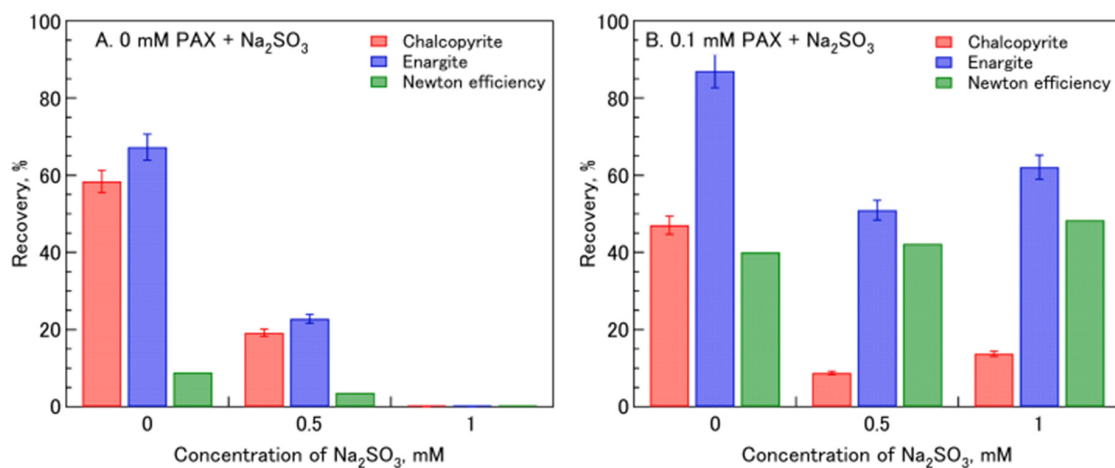 A. 0 mM PAX + Na₂SO₃
Chalcopyrite
Enargite
Newton efficiency
Recovery, %
100
80
60
40
20
0
0
0.5
1
Concentration of Na₂SO₃, mM
B. 0.1 mM PAX + Na₂SO₃
Chalcopyrite
Enargite
Newton efficiency
Recovery, %
100
80
60
40
20
0
0
0.5
1
Concentration of Na₂SO₃, mM